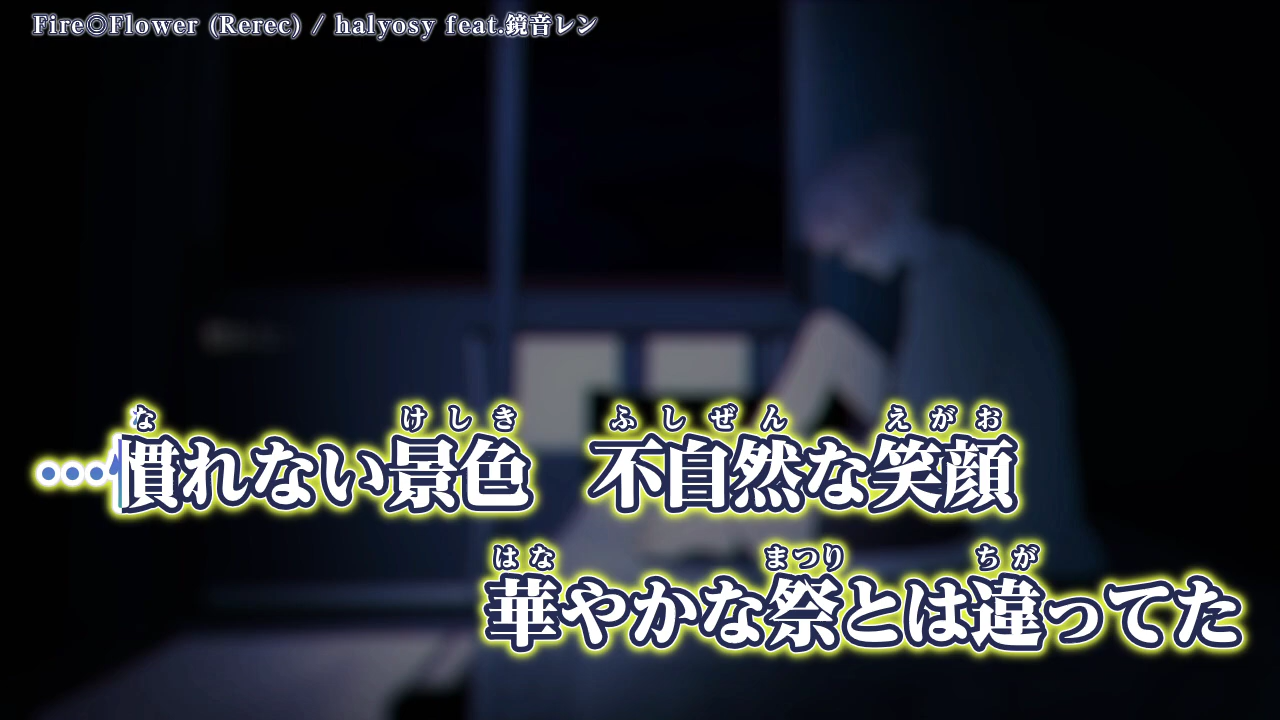 Fire◎Flower (Rerec) / halyosy feat.鏡音レン
な けしき ふしぜん えがお
…慣れない景色　不自然な笑顔
はな まつり ちが
華やかな祭とは違ってた